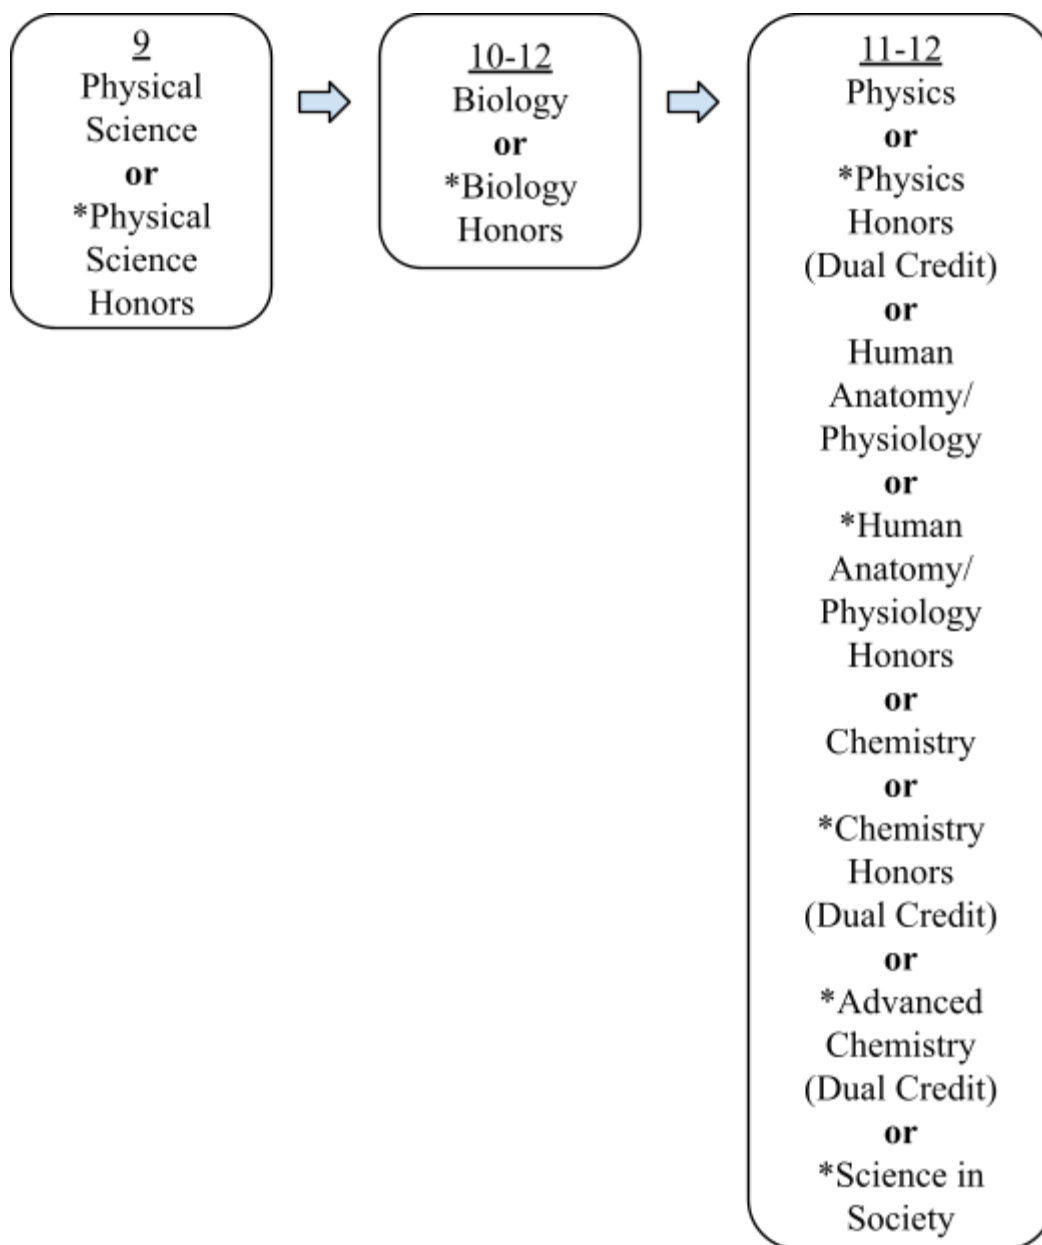 9
Physical
Science
or
*Physical
Science
Honors
10-12
Biology
or
*Biology
Honors
11-12
Physics
or
*Physics
Honors
(Dual Credit)
or
Human
Anatomy/
Physiology
or
*Human
Anatomy/
Physiology
Honors
or
Chemistry
or
*Chemistry
Honors
(Dual Credit)
or
*Advanced
Chemistry
(Dual Credit)
or
*Science in
Society